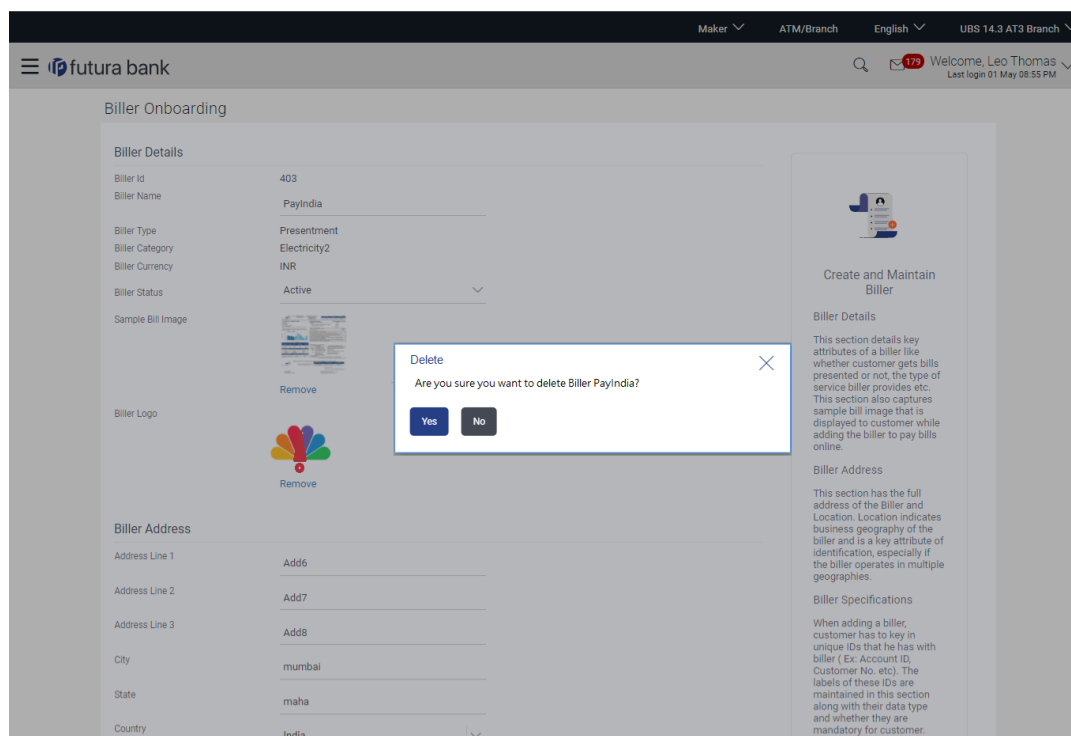 Maker ATM/Branch English UBS 14.3 AT3 Branch
futura bank 179 Welcome, Leo Thomas
Last login 01 May 08:55 PM
Biller Onboarding
Biller Details
Biller Id 403
Biller Name PayIndia
Biller Type Presentment
Biller Category Electricity2
Biller Currency INR
Biller Status Active
Sample Bill Image
Remove
Biller Logo
Remove
Delete
Are you sure you want to delete Biller PayIndia?
Yes No
Biller Address
Address Line 1 Add6
Address Line 2 Add7
Address Line 3 Add8
City mumbai
State maha
Country India
Create and Maintain
Biller
Biller Details
This section details key
attributes of a biller like
whether customer gets bills
presented or not, the type of
service biller provides etc.
This section also captures
sample bill image that is
displayed to customer while
adding the biller to pay bills
online.
Biller Address
This section has the full
address of the Biller and
Location. Location indicates
business geography of the
biller and is a key attribute of
identification, especially if
the biller operates in multiple
geographies.
Biller Specifications
When adding a biller,
customer has to key in
unique IDs that he has with
biller ( Ex: Account ID,
Customer No. etc). The
labels of these IDs are
maintained in this section
along with their data type
and whether they are
mandatory for customer.